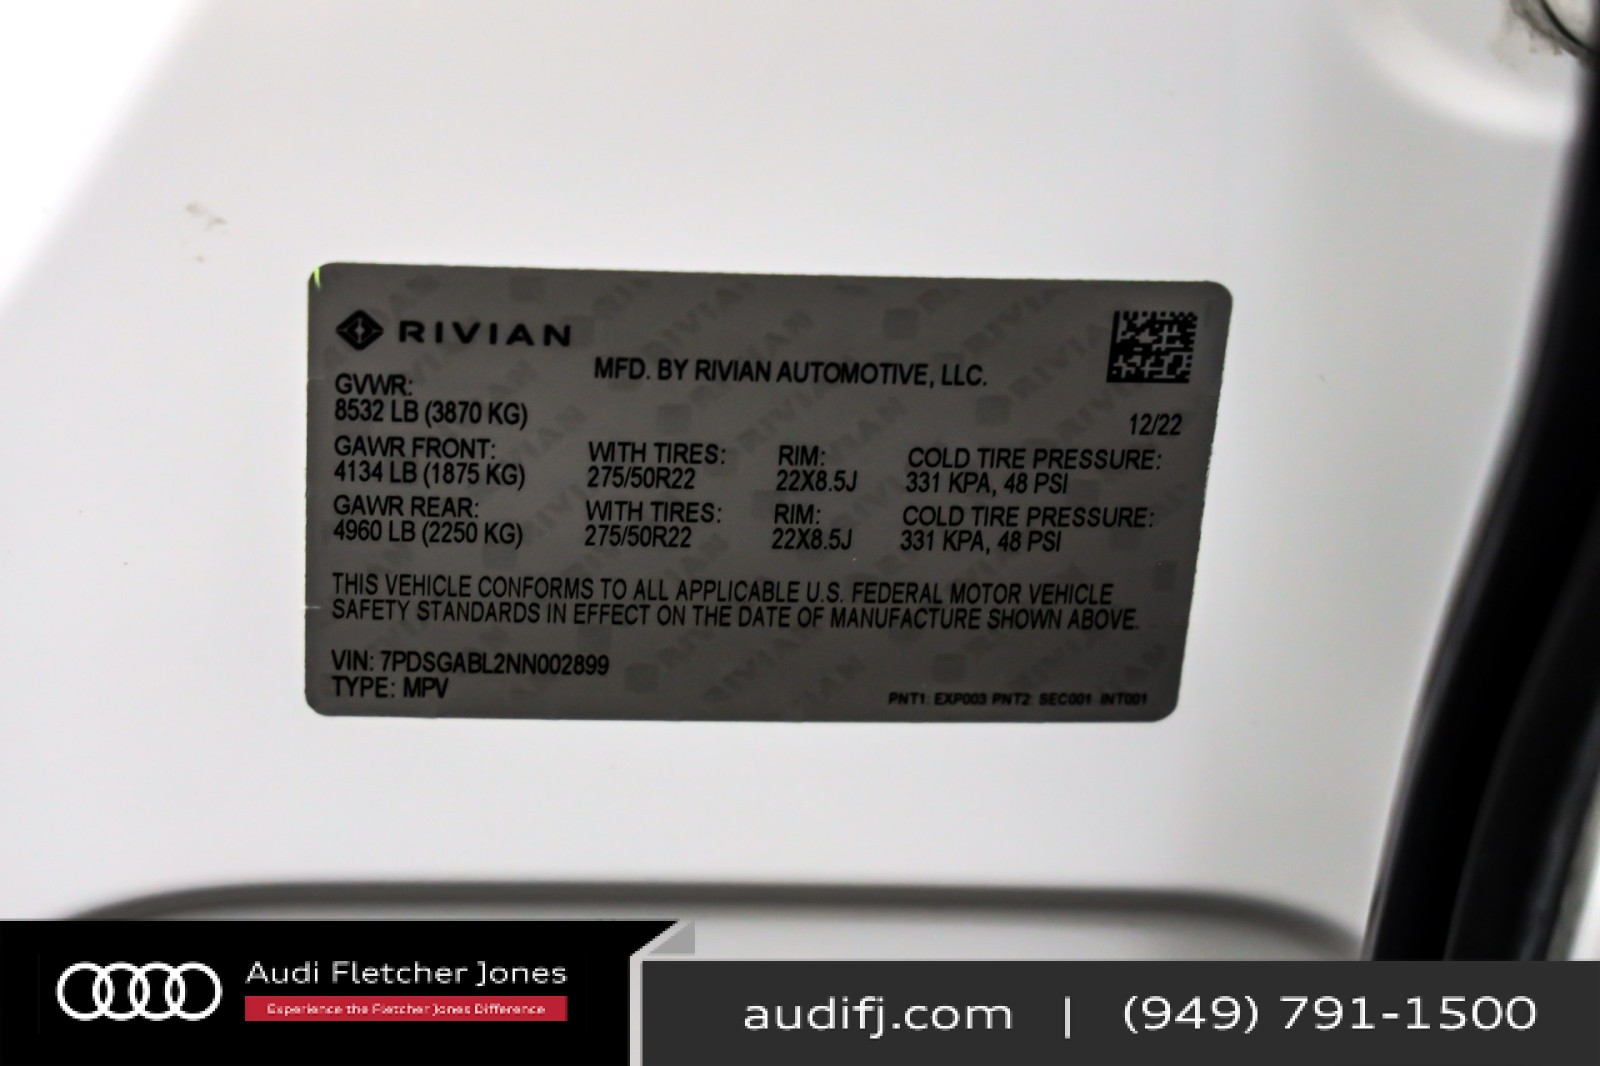 RIVIAN
MFD. BY RIVIAN AUTOMOTIVE, LLC.
GVWR:
8532 LB (3870 KG)
12/22
GAWR FRONT: WITH TIRES: RIM: COLD TIRE PRESSURE:
4134 LB (1875 KG) 275/50R22 22X8.5J 331 KPA, 48 PSI
GAWR REAR: WITH TIRES: RIM: COLD TIRE PRESSURE:
4960 LB (2250 KG) 275/50R22 22X8.5J 331 KPA, 48 PSI
THIS VEHICLE CONFORMS TO ALL APPLICABLE U.S. FEDERAL MOTOR VEHICLE
SAFETY STANDARDS IN EFFECT ON THE DATE OF MANUFACTURE SHOWN ABOVE.
VIN: 7PDSGABL2NN002899
TYPE: MPV
PNT1: EXP003 PNT2: SEC001 INT001
Audi Fletcher Jones
Experience the Fletcher Jones Difference
audifj.com | (949) 791-1500